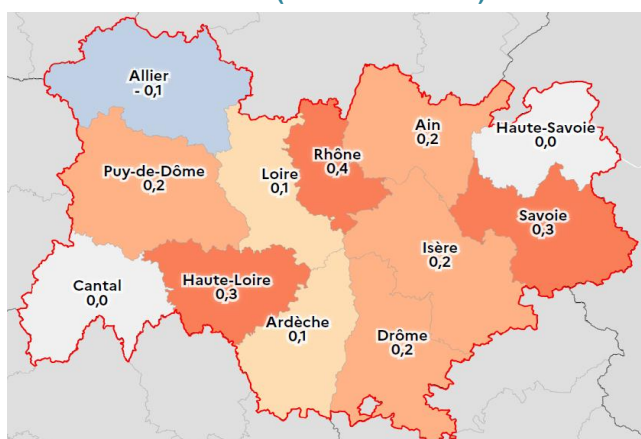 Allier
- 0,1
Ain
0,2
Haute-Savoie
0,0
Rhône
0,4
Puy-de-Dôme
0,2
Loire
0,1
Savoie
0,3
Isère
0,2
Cantal
0,0
Haute-Loire
0,3
Ardèche
0,1
Drôme
0,2